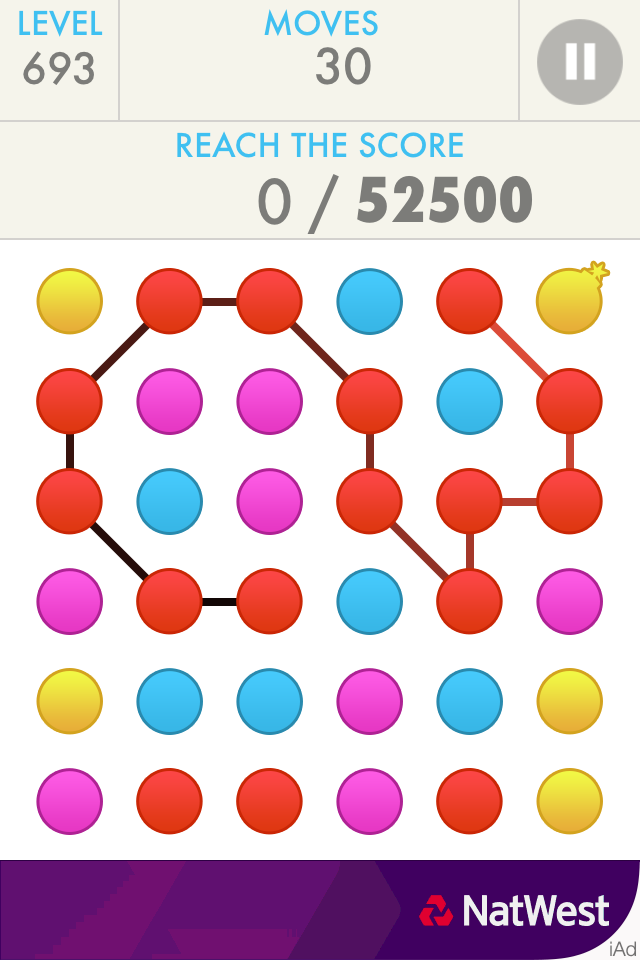 LEVEL
MOVES
693
30
REACH THE SCORE
0 / 52500
NatWest
iAd